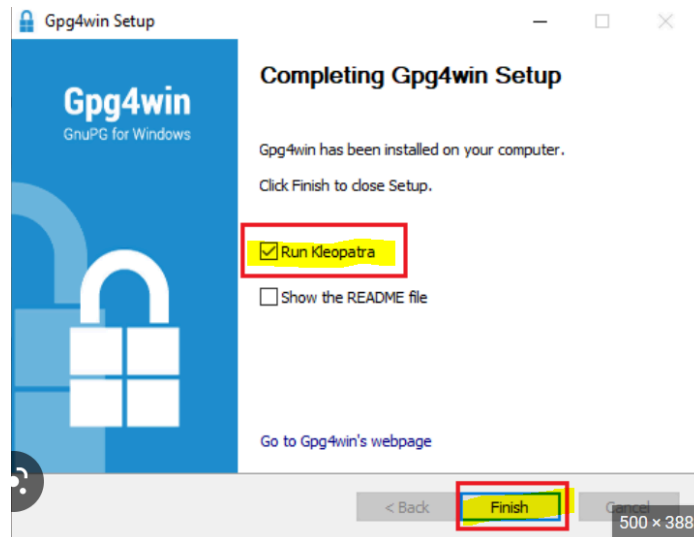 Gpg4win Setup
Completing Gpg4win Setup
Gpg4win
GnuPG for Windows
Gpg4win has been installed on your computer.
Click Finish to close Setup.
Run Kleopatra
Show the README file
Go to Gpg4win's webpage
< Back
Finish
Cancel
500 × 388